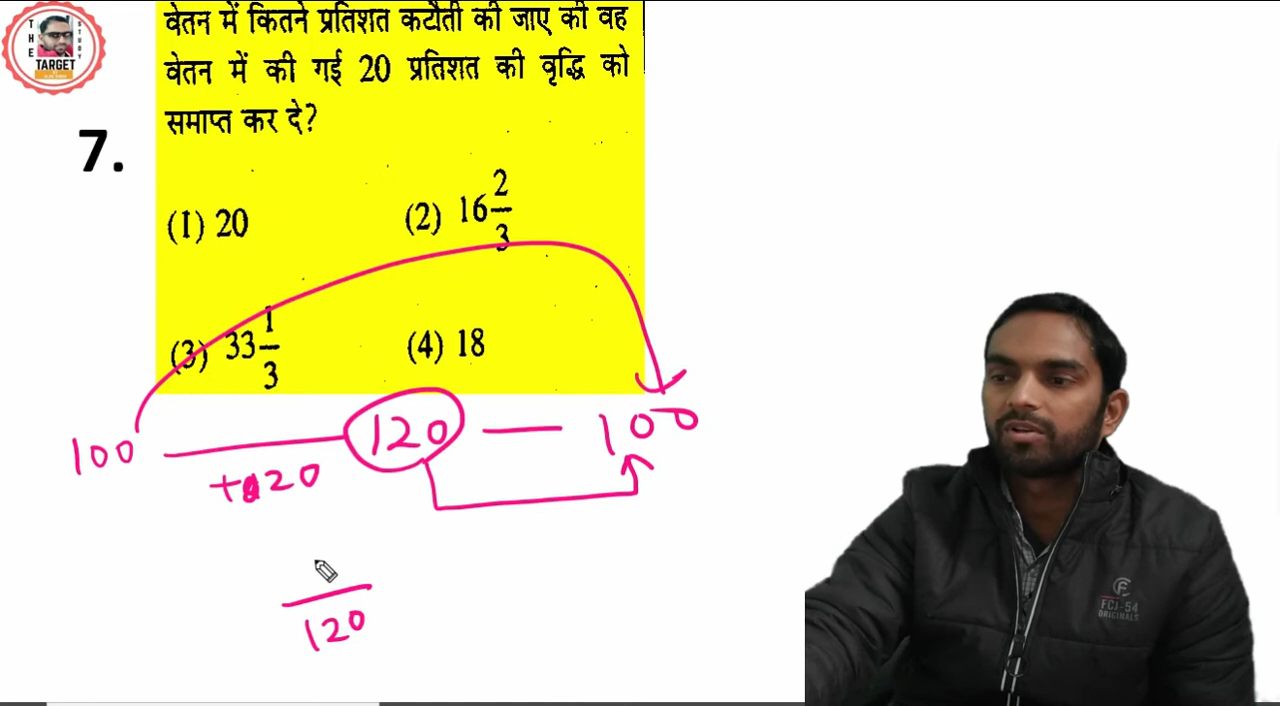 THE STUDY
TARGET
वेतन में कितने प्रतिशत कटौती की जाए की वह
वेतन में की गई 20 प्रतिशत की वृद्धि को
समाप्त कर दे?
7.
(1) 20
(2) 16 2/3
(3) 33 1/3
(4) 18
100 120 100
+20
120
FCJ-54
ORIGINALS